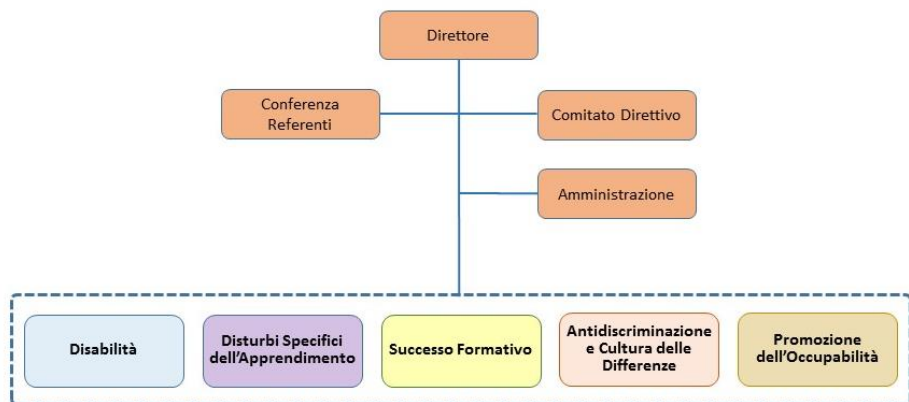 Direttore
Conferenza
Referenti
Comitato Direttivo
Amministrazione
Disabilità
Disturbi Specifici
dell'Apprendimento
Successo Formativo
Antidiscriminazione
e Cultura delle
Differenze
Promozione
dell'Occupabilità